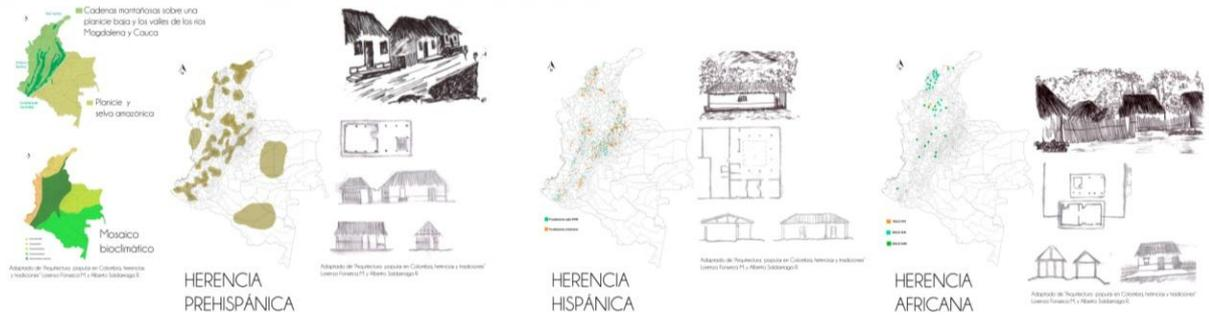 Cadenas montañosas sobre una
planicie baja y los valles de los ríos
Magdalena y Cauca
Planicie y
selva amazónica
Mosaico
bioclimático
Adaptado de "Arquitectura popular en Colombia, herencias
y tradiciones" Lorenzo Fonseca M. y Alberto Saldarriaga R.
HERENCIA
PREHISPÁNICA
Adaptado de "Arquitectura popular en Colombia, herencias y tradiciones"
Lorenzo Fonseca M. y Alberto Saldarriaga R.
HERENCIA
HISPÁNICA
Adaptado de "Arquitectura popular en Colombia, herencias y tradiciones"
Lorenzo Fonseca M. y Alberto Saldarriaga R.
HERENCIA
AFRICANA
Adaptado de "Arquitectura popular en Colombia, herencias y tradiciones"
Lorenzo Fonseca M. y Alberto Saldarriaga R.